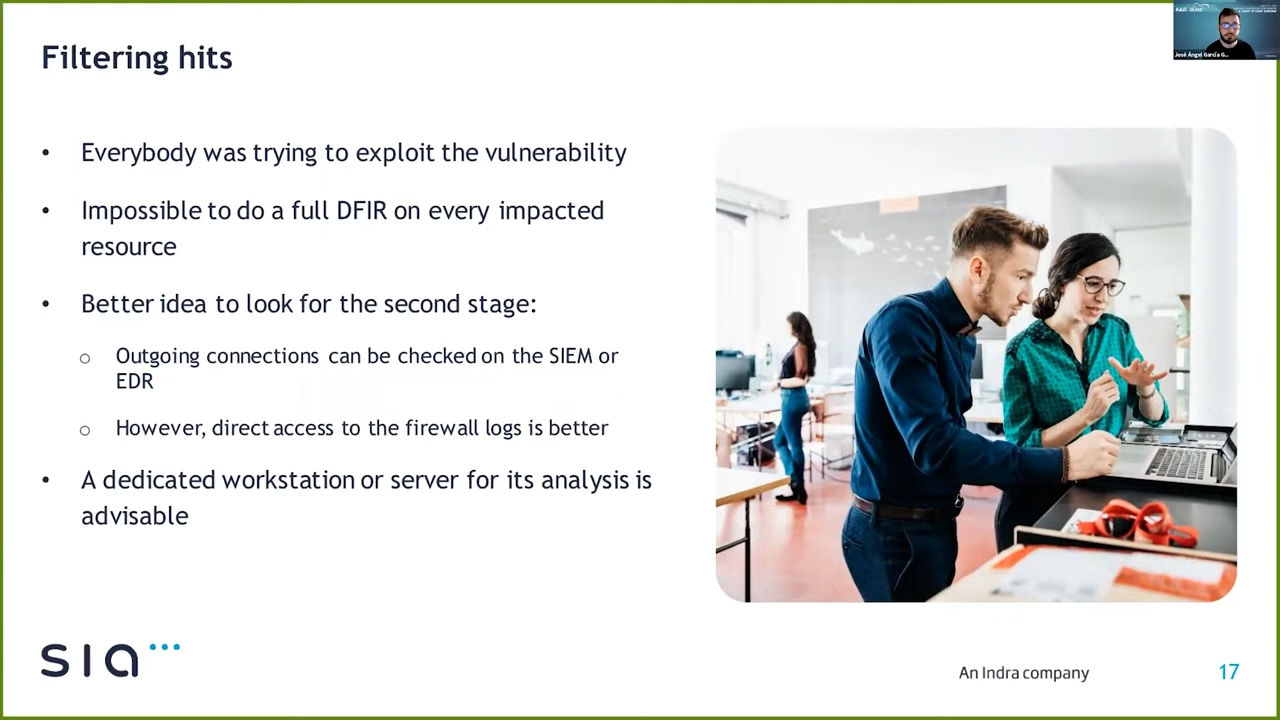 Filtering hits
• Everybody was trying to exploit the vulnerability
• Impossible to do a full DFIR on every impacted
resource
• Better idea to look for the second stage:
o Outgoing connections can be checked on the SIEM or
EDR
o However, direct access to the firewall logs is better
• A dedicated workstation or server for its analysis is
advisable
sia
An Indra company
17
José Ángel García G...